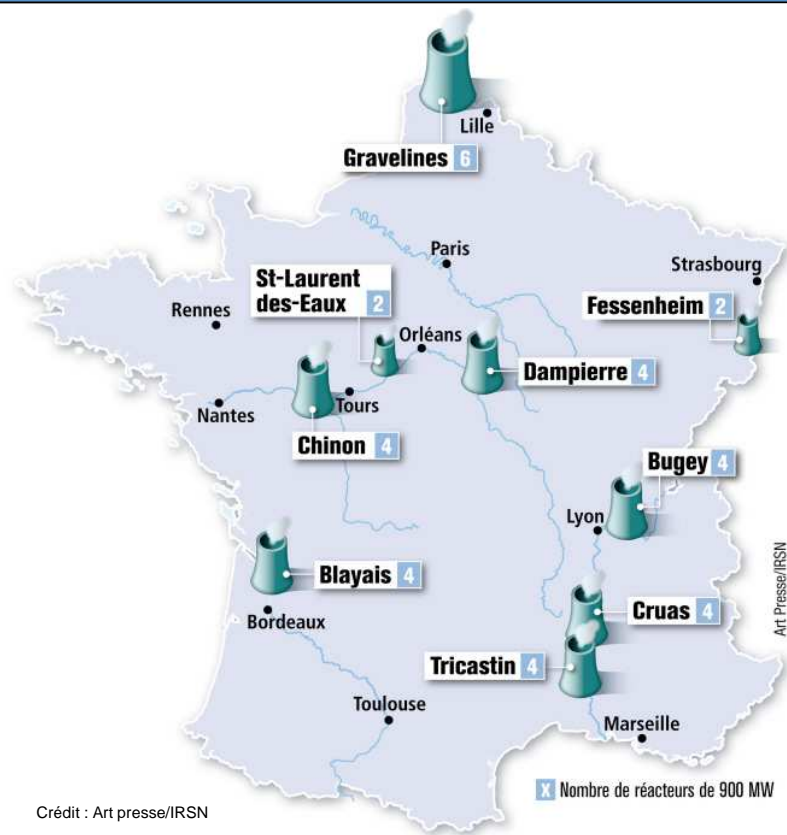 Lille
Gravelines 6
Paris
Strasbourg
St-Laurent
des-Eaux 2
Rennes
Fessenheim 2
Orléans
Dampierre 4
Nantes
Tours
Chinon 4
Bugey 4
Lyon
Blayais 4
Bordeaux
Cruas 4
Tricastin 4
Toulouse
Marseille
Art Presse/IRSN
X Nombre de réacteurs de 900 MW
Crédit : Art presse/IRSN